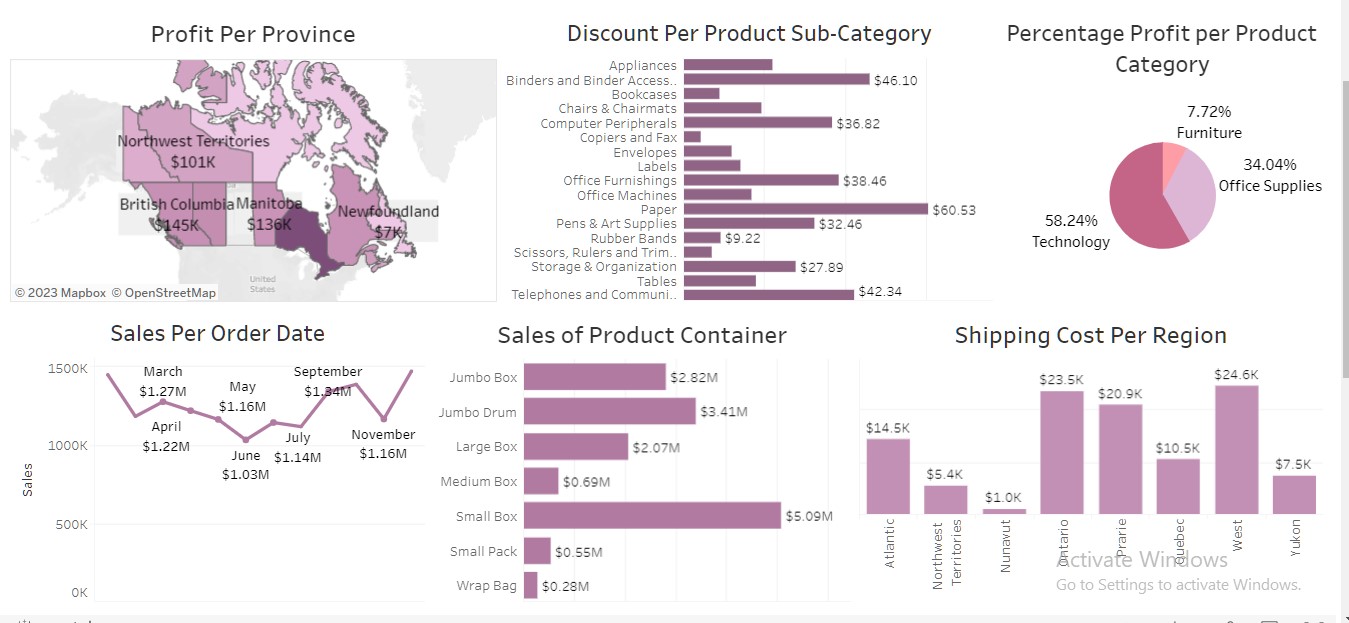 Profit Per Province
Northwest Territories
$101K
British Columbia
$145K
Manitoba
$136K
Newfoundland
$7K
United
States
© 2023 Mapbox © OpenStreetMap
Discount Per Product Sub-Category
Appliances
Binders and Binder Access.. $46.10
Bookcases
Chairs & Chairmats
Computer Peripherals $36.82
Copiers and Fax
Envelopes
Labels
Office Furnishings $38.46
Office Machines
Paper $60.53
Pens & Art Supplies $32.46
Rubber Bands $9.22
Scissors, Rulers and Trim..
Storage & Organization $27.89
Tables
Telephones and Communi.. $42.34
Percentage Profit per Product
Category
7.72%
Furniture
34.04%
Office Supplies
58.24%
Technology
Sales Per Order Date
Sales
1500K
1000K
500K
0K
March
$1.27M
April
$1.22M
May
$1.16M
June
$1.03M
July
$1.14M
September
$1.34M
November
$1.16M
Sales of Product Container
Jumbo Box $2.82M
Jumbo Drum $3.41M
Large Box $2.07M
Medium Box $0.69M
Small Box $5.09M
Small Pack $0.55M
Wrap Bag $0.28M
Shipping Cost Per Region
$14.5K
$5.4K
$1.0K
$23.5K
$20.9K
$10.5K
$24.6K
$7.5K
Atlantic
Northwest
Territories
Nunavut
Ontario
Prarie
Quebec
West
Yukon
Activate Windows
Go to Settings to activate Windows.